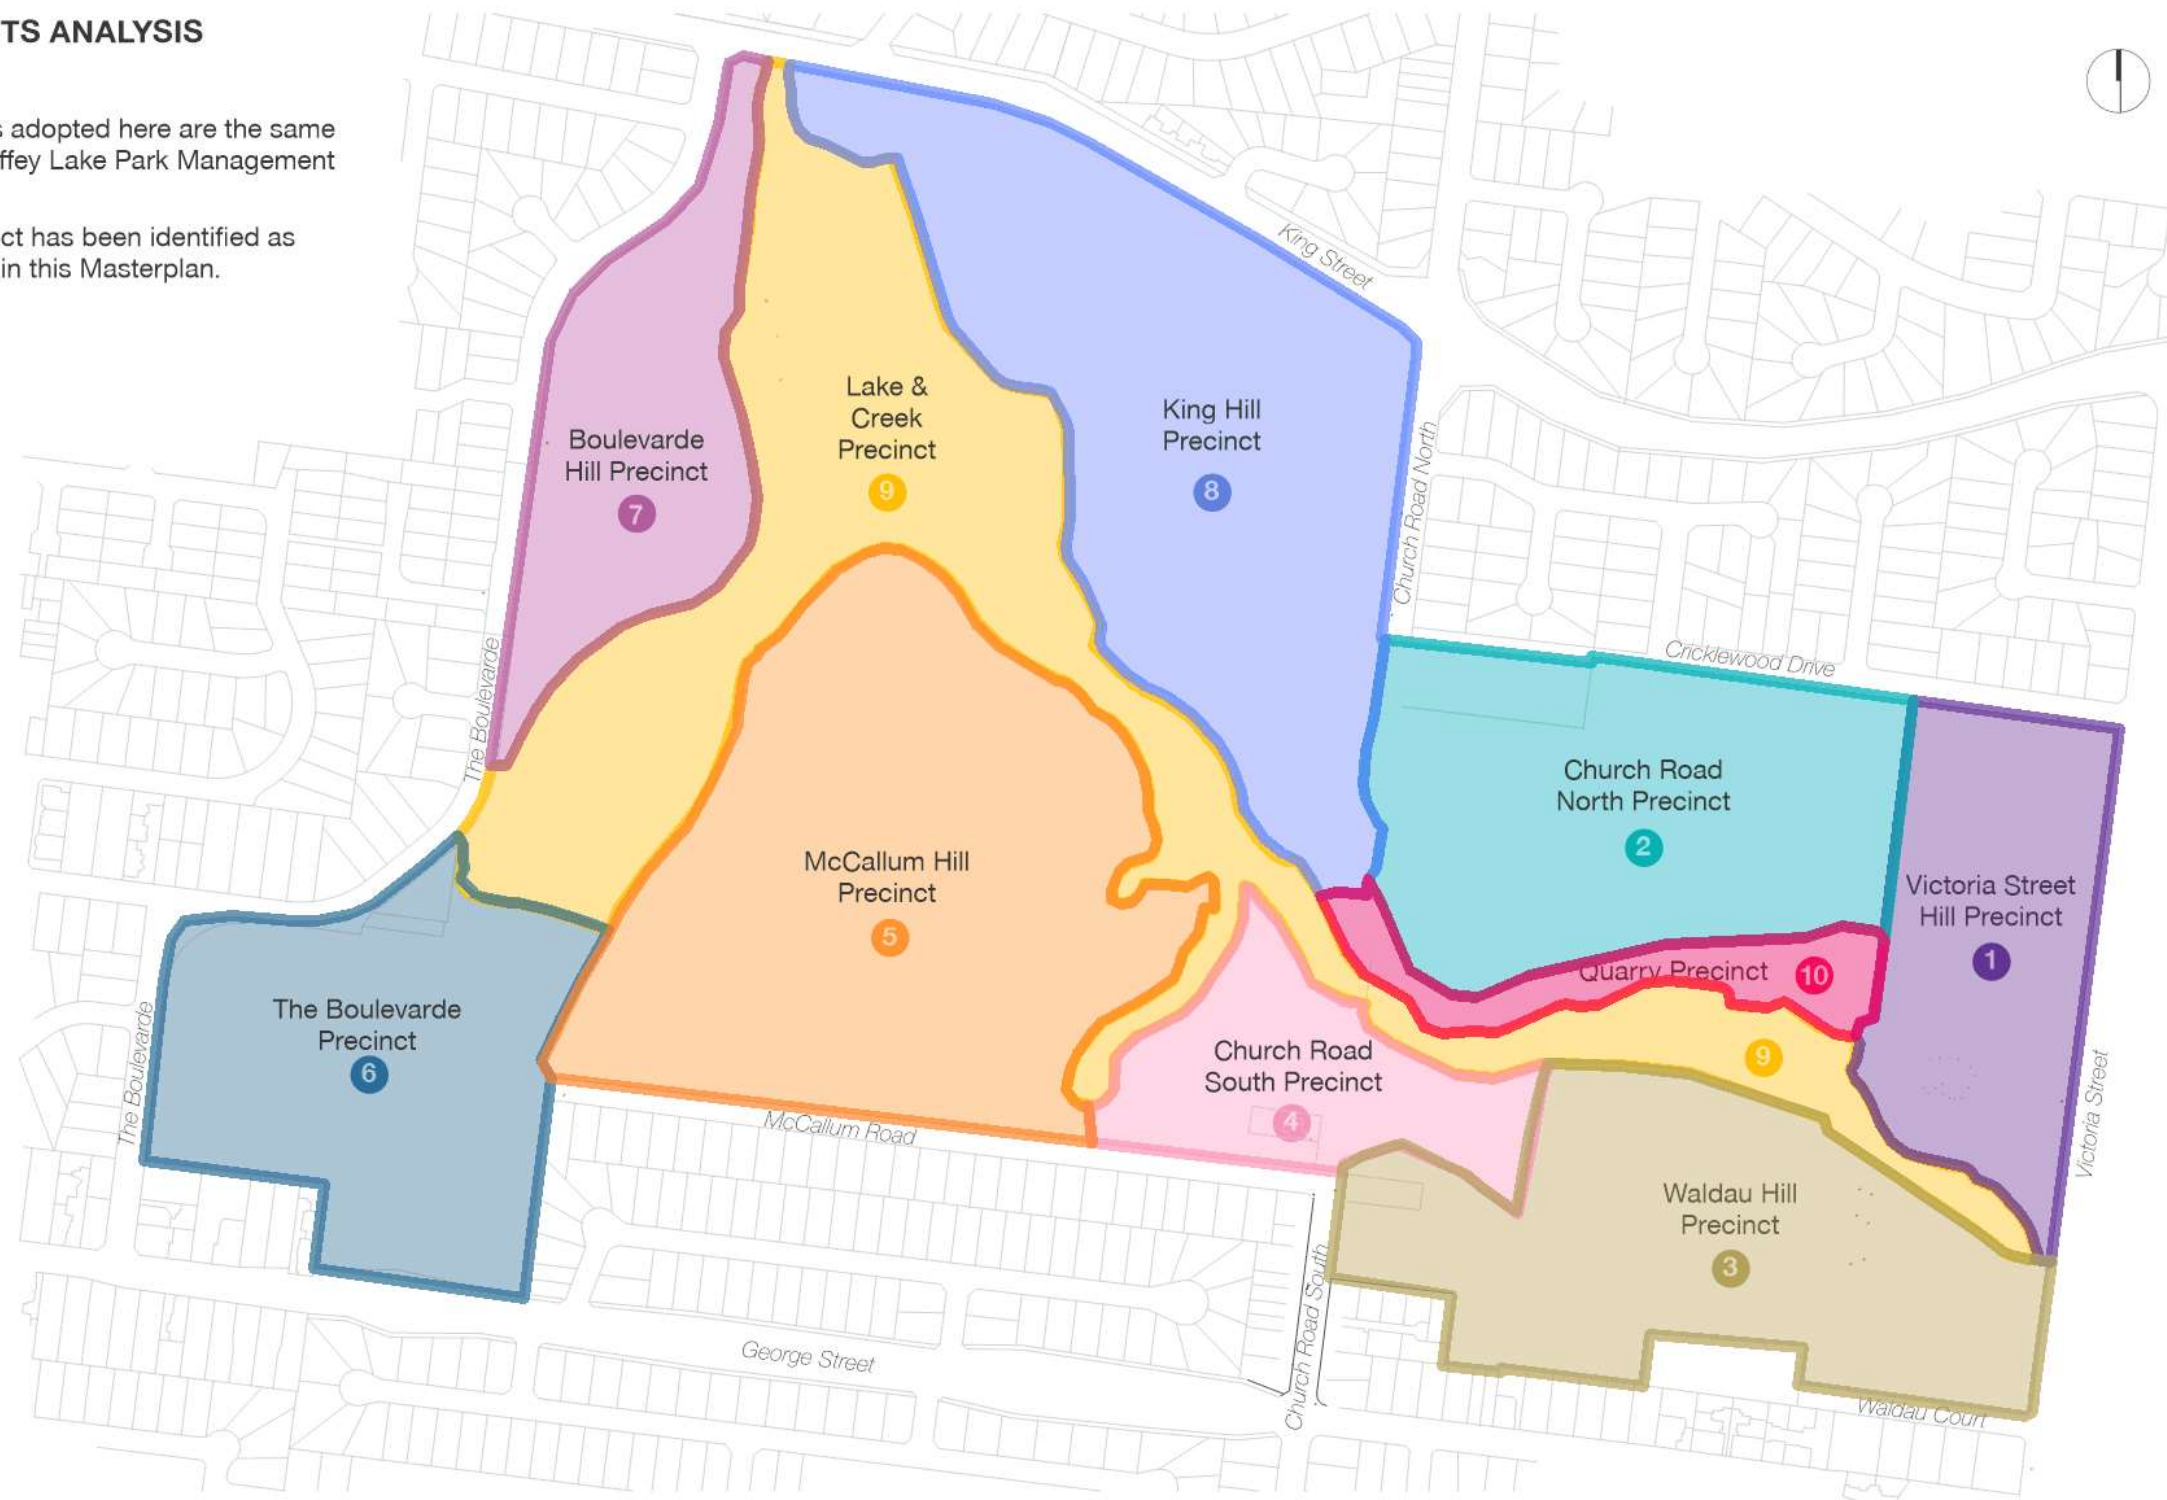 TS ANALYSIS
s adopted here are the same
ffey Lake Park Management
ct has been identified as
in this Masterplan.
King Street
Lake &
Creek
Precinct
9
King Hill
Precinct
8
Boulevarde
Hill Precinct
7
Church Road North
Cricklewood Drive
The Boulevarde
Church Road
North Precinct
2
McCallum Hill
Precinct
5
Victoria Street
Hill Precinct
1
Quarry Precinct
10
The Boulevarde
Precinct
6
The Boulevarde
Church Road
South Precinct
4
9
McCallum Road
Victoria Street
Waldau Hill
Precinct
3
Church Road South
George Street
Waldau Court